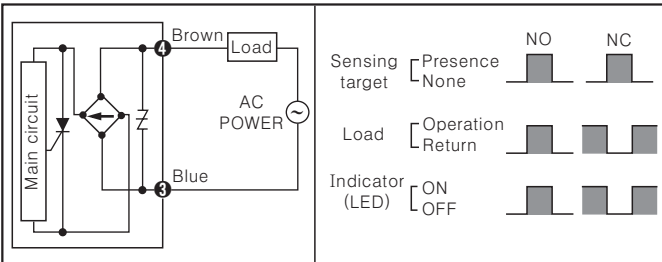 Main circuit
4
Brown
Load
AC
POWER
~
3
Blue
NO NC
Sensing
target
Presence
None
Load
Operation
Return
Indicator
(LED)
ON
OFF